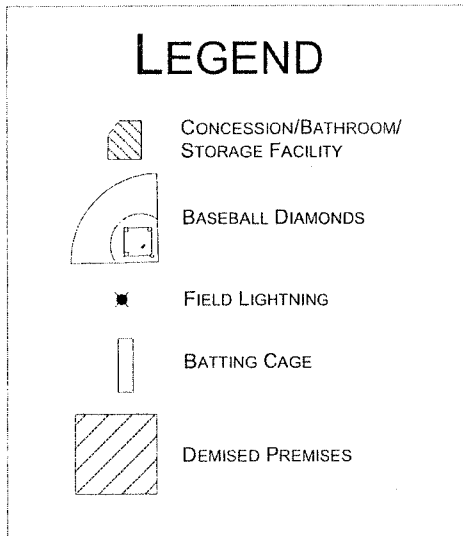 LEGEND
CONCESSION/BATHROOM/
STORAGE FACILITY
BASEBALL DIAMONDS
FIELD LIGHTNING
BATTING CAGE
DEMISED PREMISES